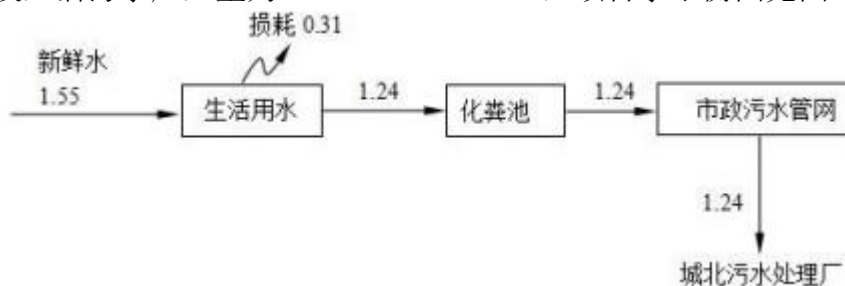 损耗 0.31
新鲜水
1.55
生活用水
1.24
化粪池
1.24
市政污水管网
1.24
城北污水处理厂